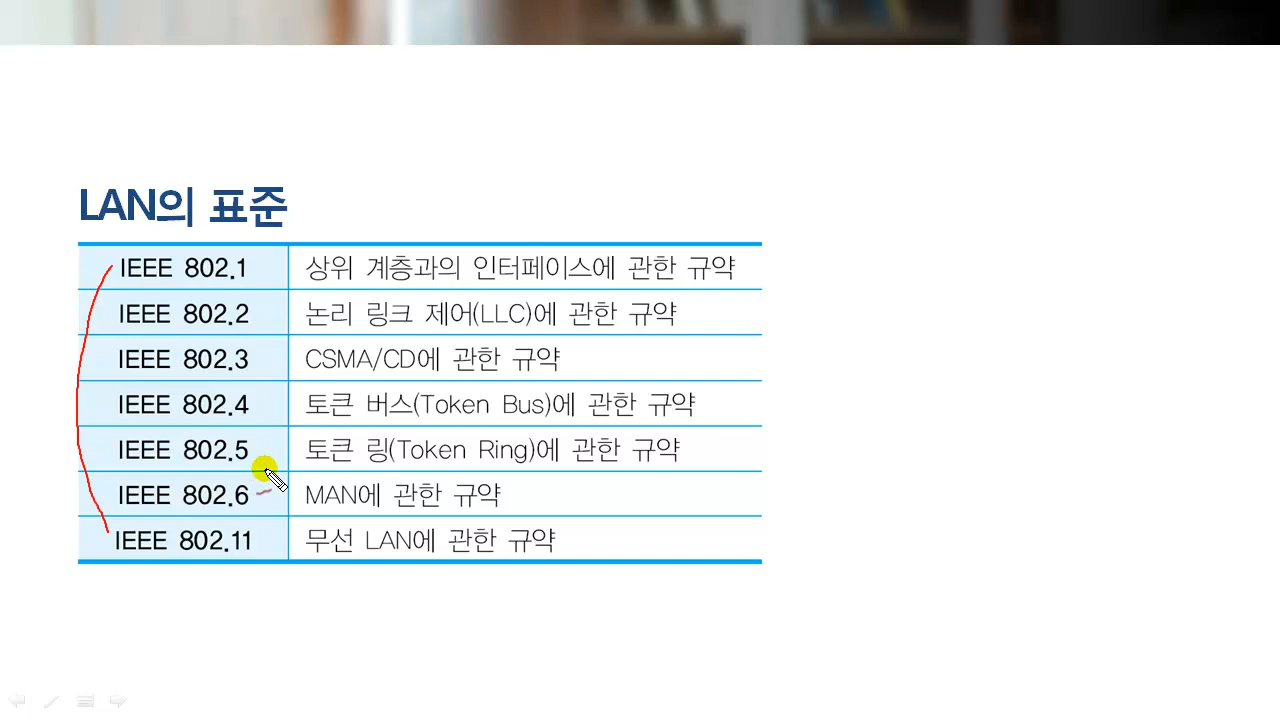 LAN의 표준
IEEE 802.1 상위 계층과의 인터페이스에 관한 규약
IEEE 802.2 논리 링크 제어(LLC)에 관한 규약
IEEE 802.3 CSMA/CD에 관한 규약
IEEE 802.4 토큰 버스(Token Bus)에 관한 규약
IEEE 802.5 토큰 링(Token Ring)에 관한 규약
IEEE 802.6 MAN에 관한 규약
IEEE 802.11 무선 LAN에 관한 규약